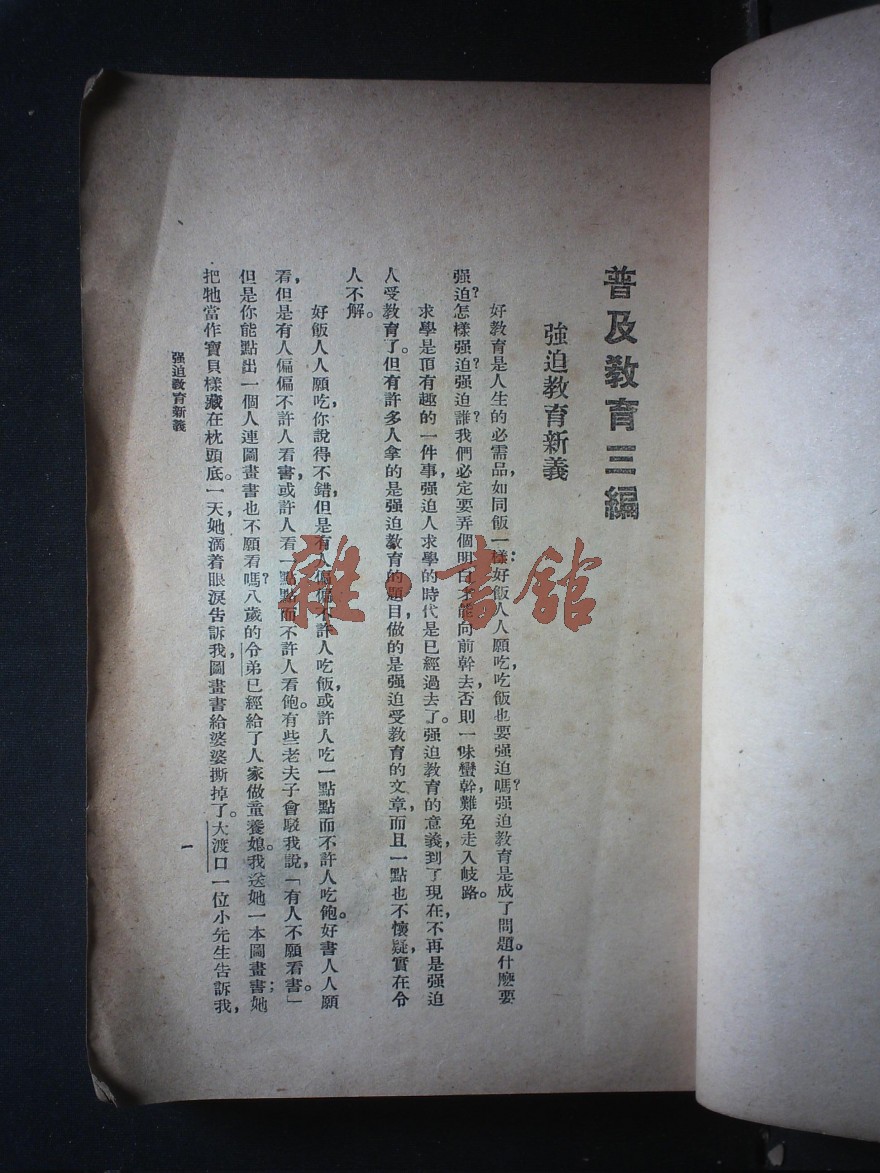 普及教育三編
強迫教育新義
好教育是人生的必需品，如同飯一樣：好飯人人願吃，吃飯也要强迫嗎？强迫教育是成了問題。什麽要
强迫？怎樣强迫？强迫誰？我們必定要弄個明白，才能向前幹去，否則一味蠻幹，難免走入岐路。
求學是頂有趣的一件事，强迫人求學的時代是已經過去了。强迫教育的意義，到了現在，不再是强迫
人受教育了。但有許多人拿的是强迫教育的題目，做的是强迫受教育的文章，而且一點也不懷疑，實在令
人不解。
好飯人人願吃，你說得不錯，但是有人偏偏不許人吃飯，或許人吃一點點而不許人吃飽。好書人人願
看，但是有人偏偏不許人看書，或許人看一點點而不許人看飽。有些老夫子會駁我說，「有人不願看書」。
但是你能點出一個人連圖畫書也不願看嗎？八歲的令弟已經給了人家做童養媳。我送她一本圖畫書；她
把牠當作寶貝樣藏在枕頭底。一天，她滴着眼淚告訴我，圖畫書給婆婆撕掉了。大渡口一位小先生告訴我，
强迫教育新義
一
雜·書館